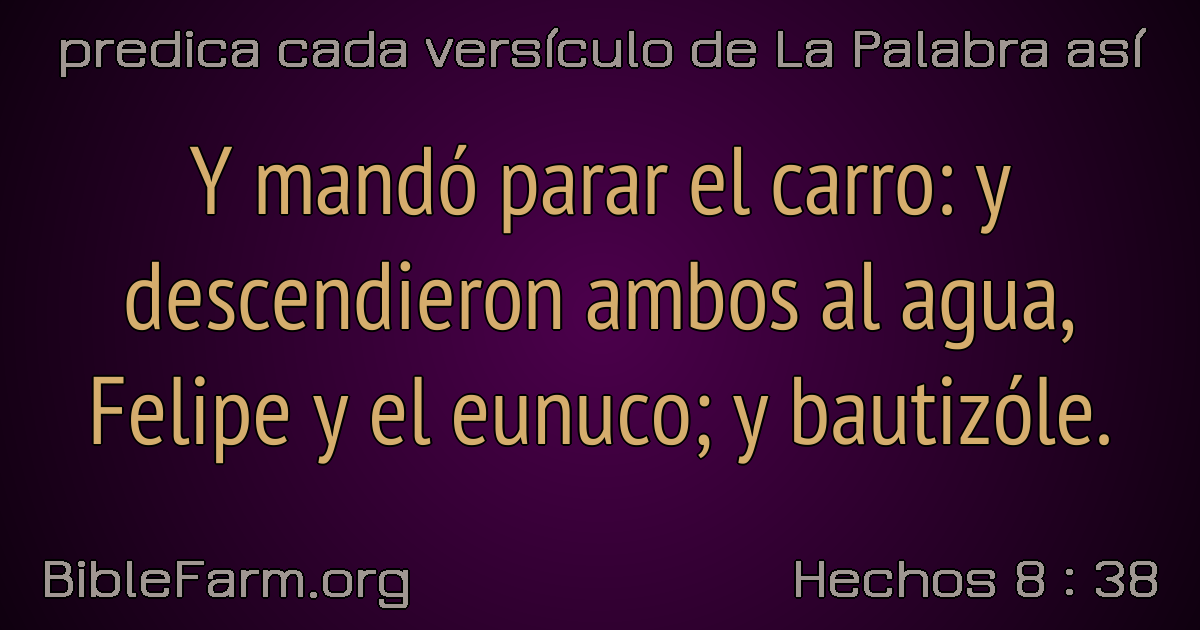 predica cada versículo de La Palabra así
Y mandó parar el carro: y
descendieron ambos al agua,
Felipe y el eunuco; y bautizóle.
BibleFarm.org
Hechos 8 : 38